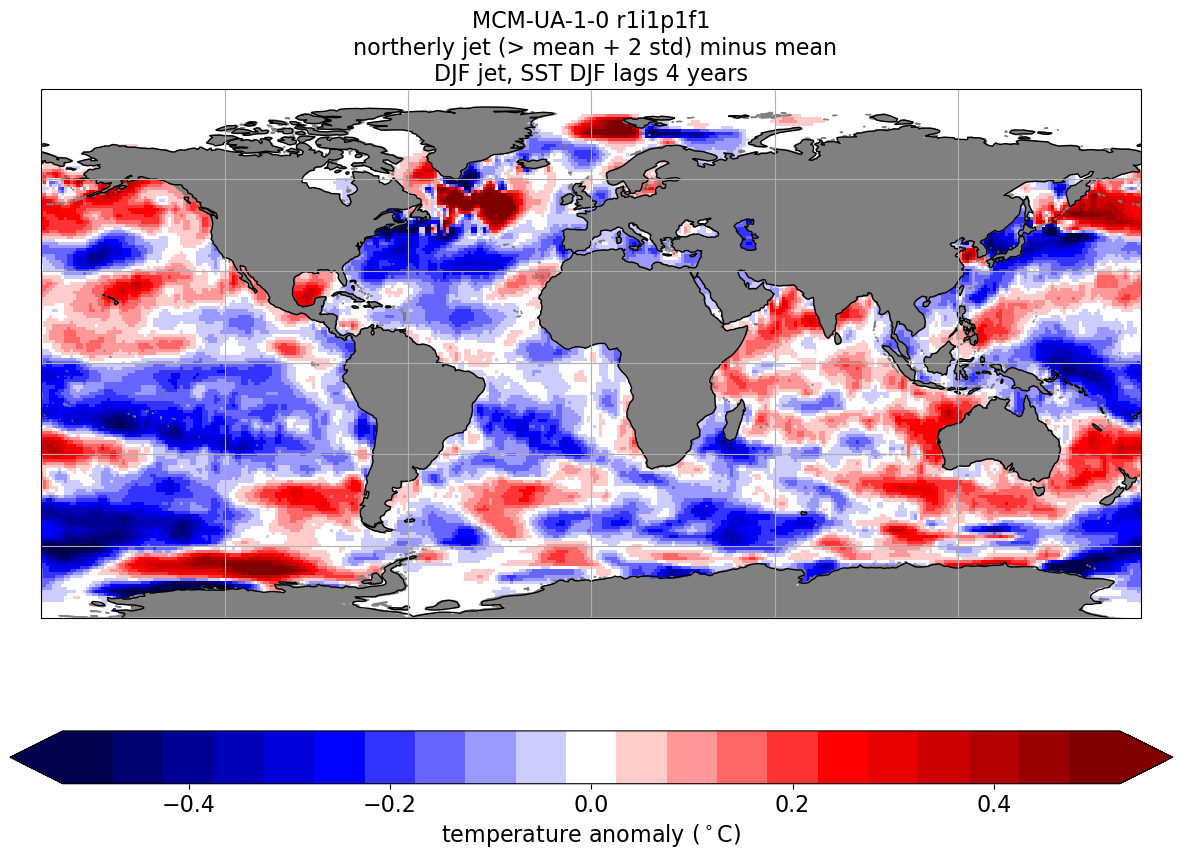 MCM-UA-1-0 r1i1p1f1
northerly jet (> mean + 2 std) minus mean
DJF jet, SST DJF lags 4 years
−0.4 −0.2 0.0 0.2 0.4
temperature anomaly (°C)